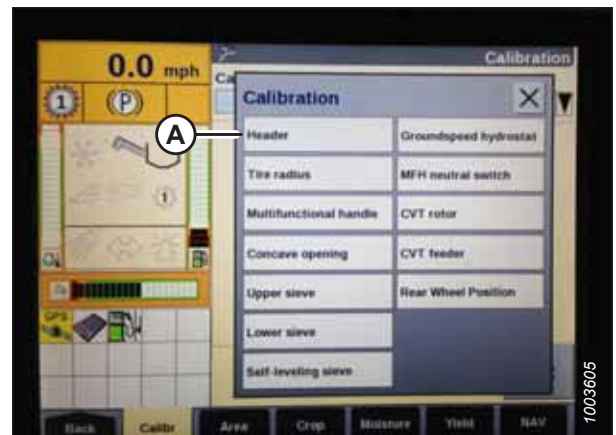 0.0 mph
Calibration
Ca
1
(P)
Calibration
X
A
Header
Groundspeed hydrostat
Tire radius
MFH neutral switch
1
Multifunctional handle
CVT rotor
Concave opening
CVT feeder
Upper sieve
Rear Wheel Position
GPS
Lower sieve
Self-leveling sieve
Back
Calibr
Area
Crop
Moisture
Yield
NAV
1003605